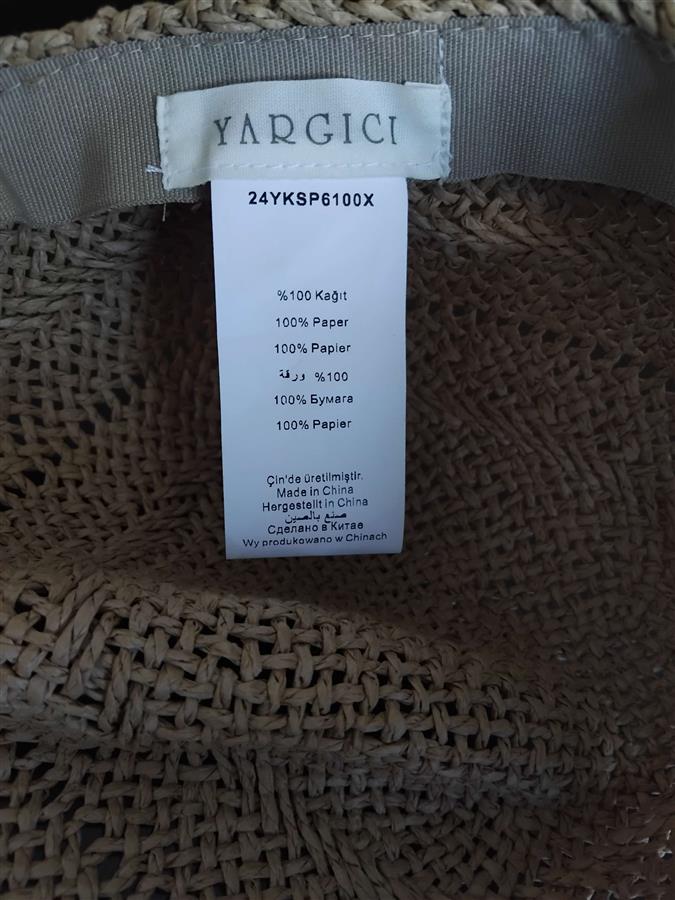 YARGICI
24YKSP6100X
%100 Kağıt
100% Paper
100% Papier
%100 ورقة
100% Бумага
100% Papier
Çin'de üretilmiştir.
Made in China
Hergestellt in China
صنع بالصين
Сделано в Китае
Wy produkowano w Chinach